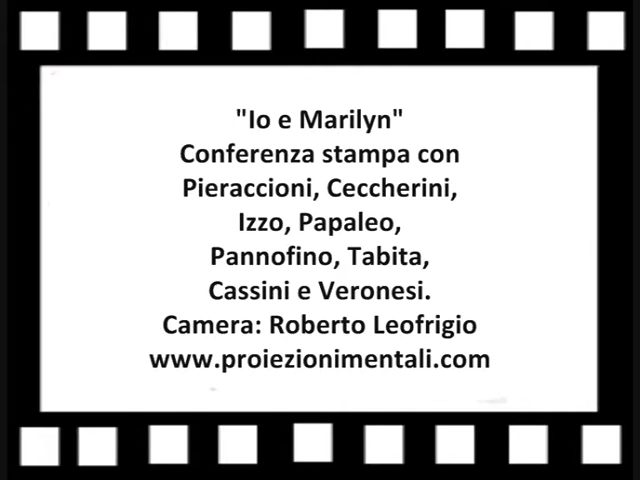 "Io e Marilyn"
Conferenza stampa con
Pieraccioni, Ceccherini,
Izzo, Papaleo,
Pannofino, Tabita,
Cassini e Veronesi.
Camera: Roberto Leofrigio
www.proiezionimentali.com